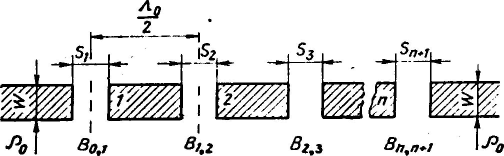 Λ₀
2
S₁ S₂ S₃ Sₙ₊₁
W 1 2 n W
ρ₀ B₀,₁ B₁,₂ B₂,₃ Bₙ,ₙ₊₁ ρ₀